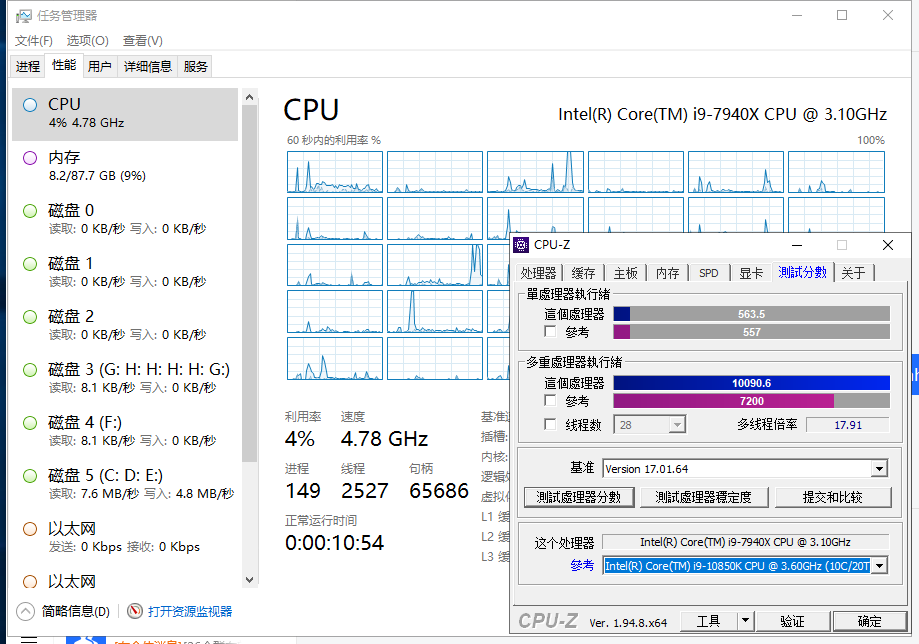 任务管理器
文件(F) 选项(O) 查看(V)
进程 性能 用户 详细信息 服务
CPU
4% 4.78 GHz
内存
8.2/87.7 GB (9%)
磁盘 0
读取: 0 KB/秒 写入: 0 KB/秒
磁盘 1
读取: 0 KB/秒 写入: 0 KB/秒
磁盘 2
读取: 0 KB/秒 写入: 0 KB/秒
磁盘 3 (G: H: H: H: H: G:)
读取: 8.1 KB/秒 写入: 0 KB/秒
磁盘 4 (F:)
读取: 8.1 KB/秒 写入: 0 KB/秒
磁盘 5 (C: D: E:)
读取: 7.6 MB/秒 写入: 4.8 MB/秒
以太网
发送: 0 Kbps 接收: 0 Kbps
以太网
简略信息(D) 打开资源监视器
CPU
Intel(R) Core(TM) i9-7940X CPU @ 3.10GHz
60 秒内的利用率 %
100%
利用率 速度
4% 4.78 GHz
进程 线程 句柄
149 2527 65686
正常运行时间
0:00:10:54
插槽:
内核:
L1 缓
L2 缓
L3 缓
CPU-Z
处理器 缓存 主板 内存 SPD 显卡 測試分數 关于
單處理器執行緒
這個處理器 563.5
參考 557
多重處理器執行緒
這個處理器 10090.6
參考 7200
线程数 28 多线程倍率 17.91
基准 Version 17.01.64
測試處理器分數 測試處理器穩定度 提交和比较
这个处理器 Intel(R) Core(TM) i9-7940X CPU @ 3.10GHz
參考 Intel(R) Core(TM) i9-10850K CPU @ 3.60GHz (10C/20T
CPU-Z Ver. 1.94.8.x64 工具 验证 确定